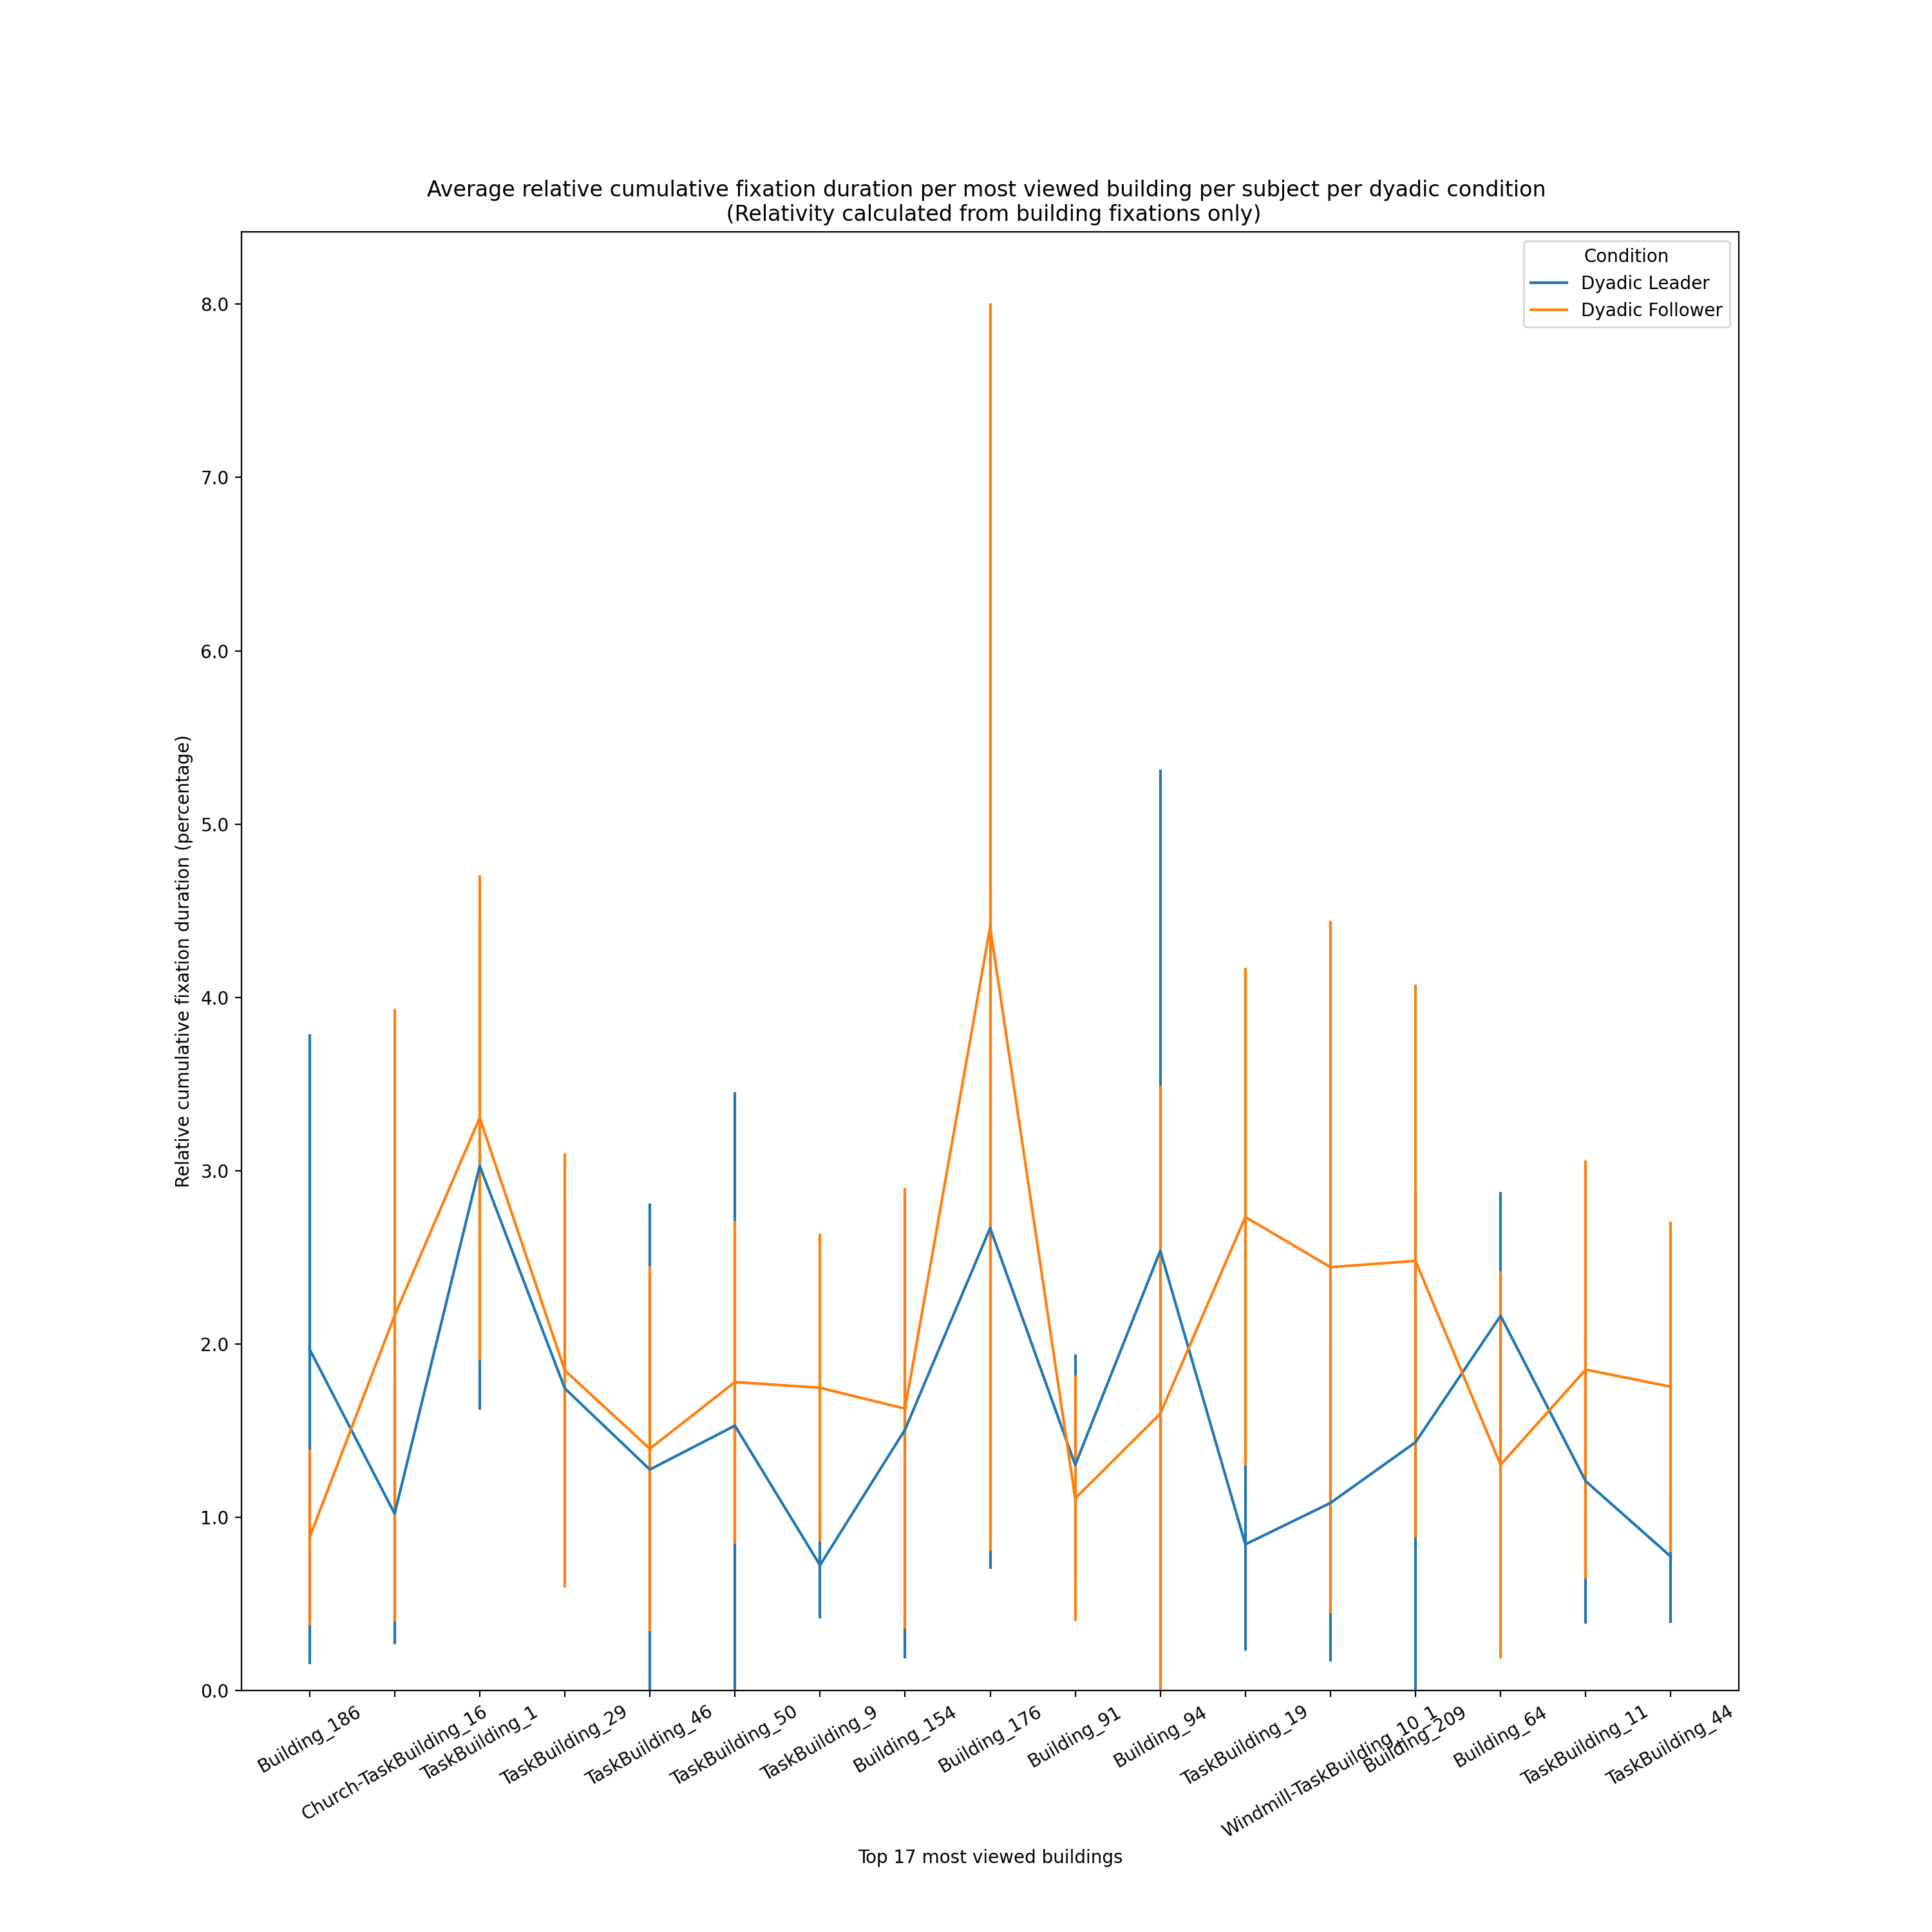 Average relative cumulative fixation duration per most viewed building per subject per dyadic condition
(Relativity calculated from building fixations only)
Condition
Dyadic Leader
Dyadic Follower
Relative cumulative fixation duration (percentage)
8.0
7.0
6.0
5.0
4.0
3.0
2.0
1.0
0.0
Building_186
Church-TaskBuilding_16
TaskBuilding_1
TaskBuilding_29
TaskBuilding_46
TaskBuilding_50
TaskBuilding_9
Building_154
Building_176
Building_91
Building_94
TaskBuilding_19
Windmill-TaskBuilding_10_1
Building_209
Building_64
TaskBuilding_11
TaskBuilding_44
Top 17 most viewed buildings